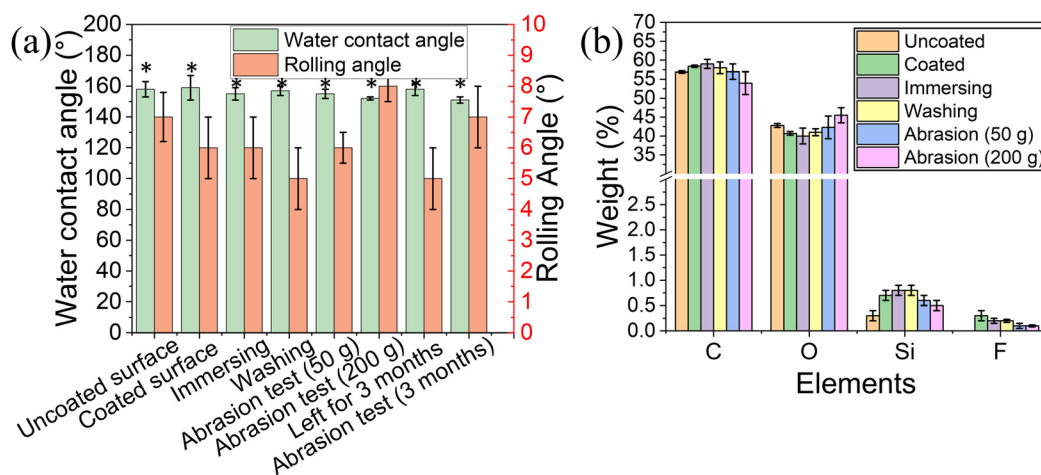 (a)
Water contact angle (°)
200
180
160
140
120
100
80
60
40
20
0
Water contact angle
Rolling angle
* * * * * * * *
10
9
8
7
6
5
4
3
2
1
0
Rolling Angle (°)
Uncoated surface
Coated surface
Immersing
Washing
Abrasion test (50 g)
Abrasion test (200 g)
Left for 3 months
Abrasion test (3 months)
(b)
Weight (%)
70
65
60
55
50
45
40
35
2.5
2.0
1.5
1.0
0.5
0.0
Uncoated
Coated
Immersing
Washing
Abrasion (50 g)
Abrasion (200 g)
C O Si F
Elements